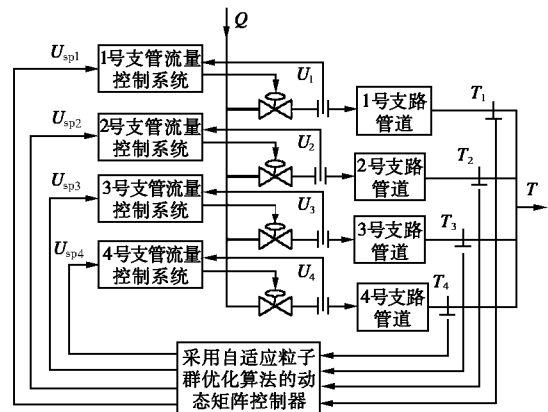 Q
U_sp1
1号支管流量
控制系统
U_1
1号支路
管道
T_1
U_sp2
2号支管流量
控制系统
U_2
2号支路
管道
T_2
U_sp3
3号支管流量
控制系统
U_3
3号支路
管道
T_3
T
U_sp4
4号支管流量
控制系统
U_4
4号支路
管道
T_4
采用自适应粒子
群优化算法的动
态矩阵控制器